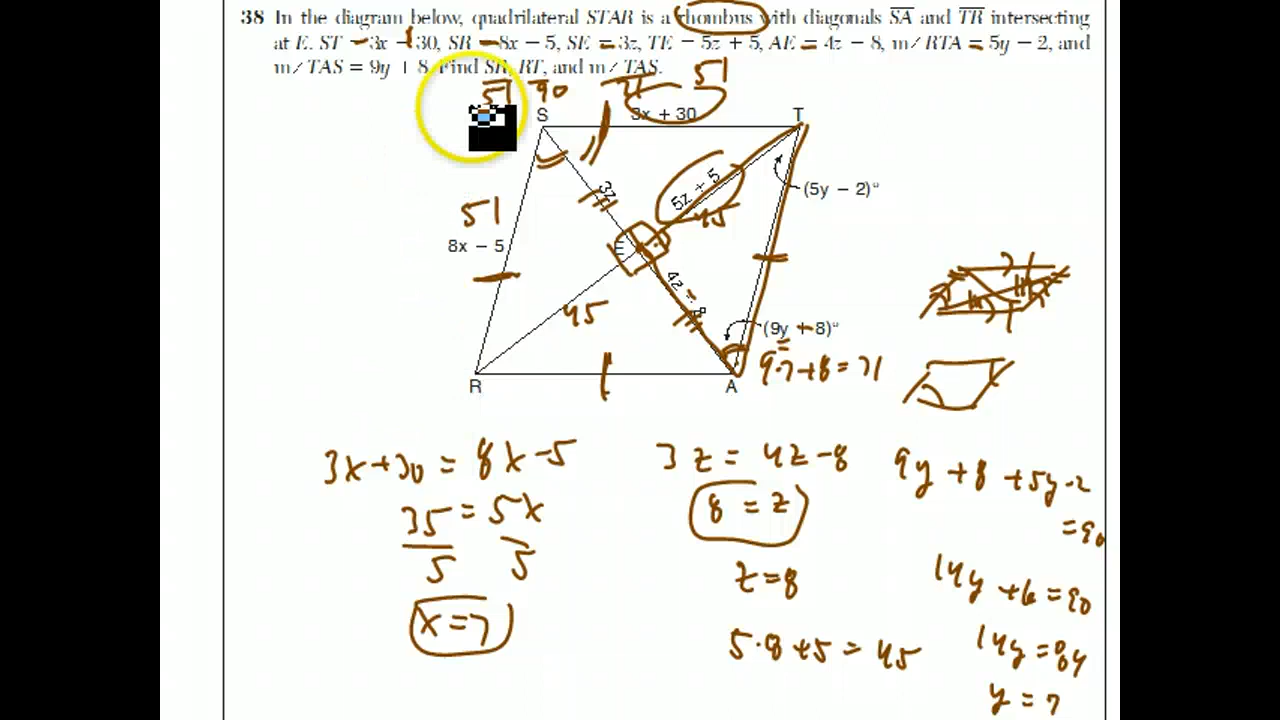 38 In the diagram below, quadrilateral STAR is a rhombus with diagonals SA and TR intersecting
at E. ST = 3x + 30, SR = 8x − 5, SE = 3z, TE = 5z + 5, AE = 4z − 8, m∠RTA = 5y − 2, and
m∠TAS = 9y + 8. Find SR, RT, and m∠TAS.
51 90 71 51
S 3x + 30 T
3z 5z + 5 (5y − 2)°
45
51
8x − 5 E
4z − 8
45 (9y + 8)°
9·7+8=71
R A
3x+30 = 8x-5 3z = 4z-8 9y + 8 + 5y-2
35 = 5x 8 = z =90
5 5 z=8 14y +6=90
x=7 5·8+5=45 14y=84
y = 7